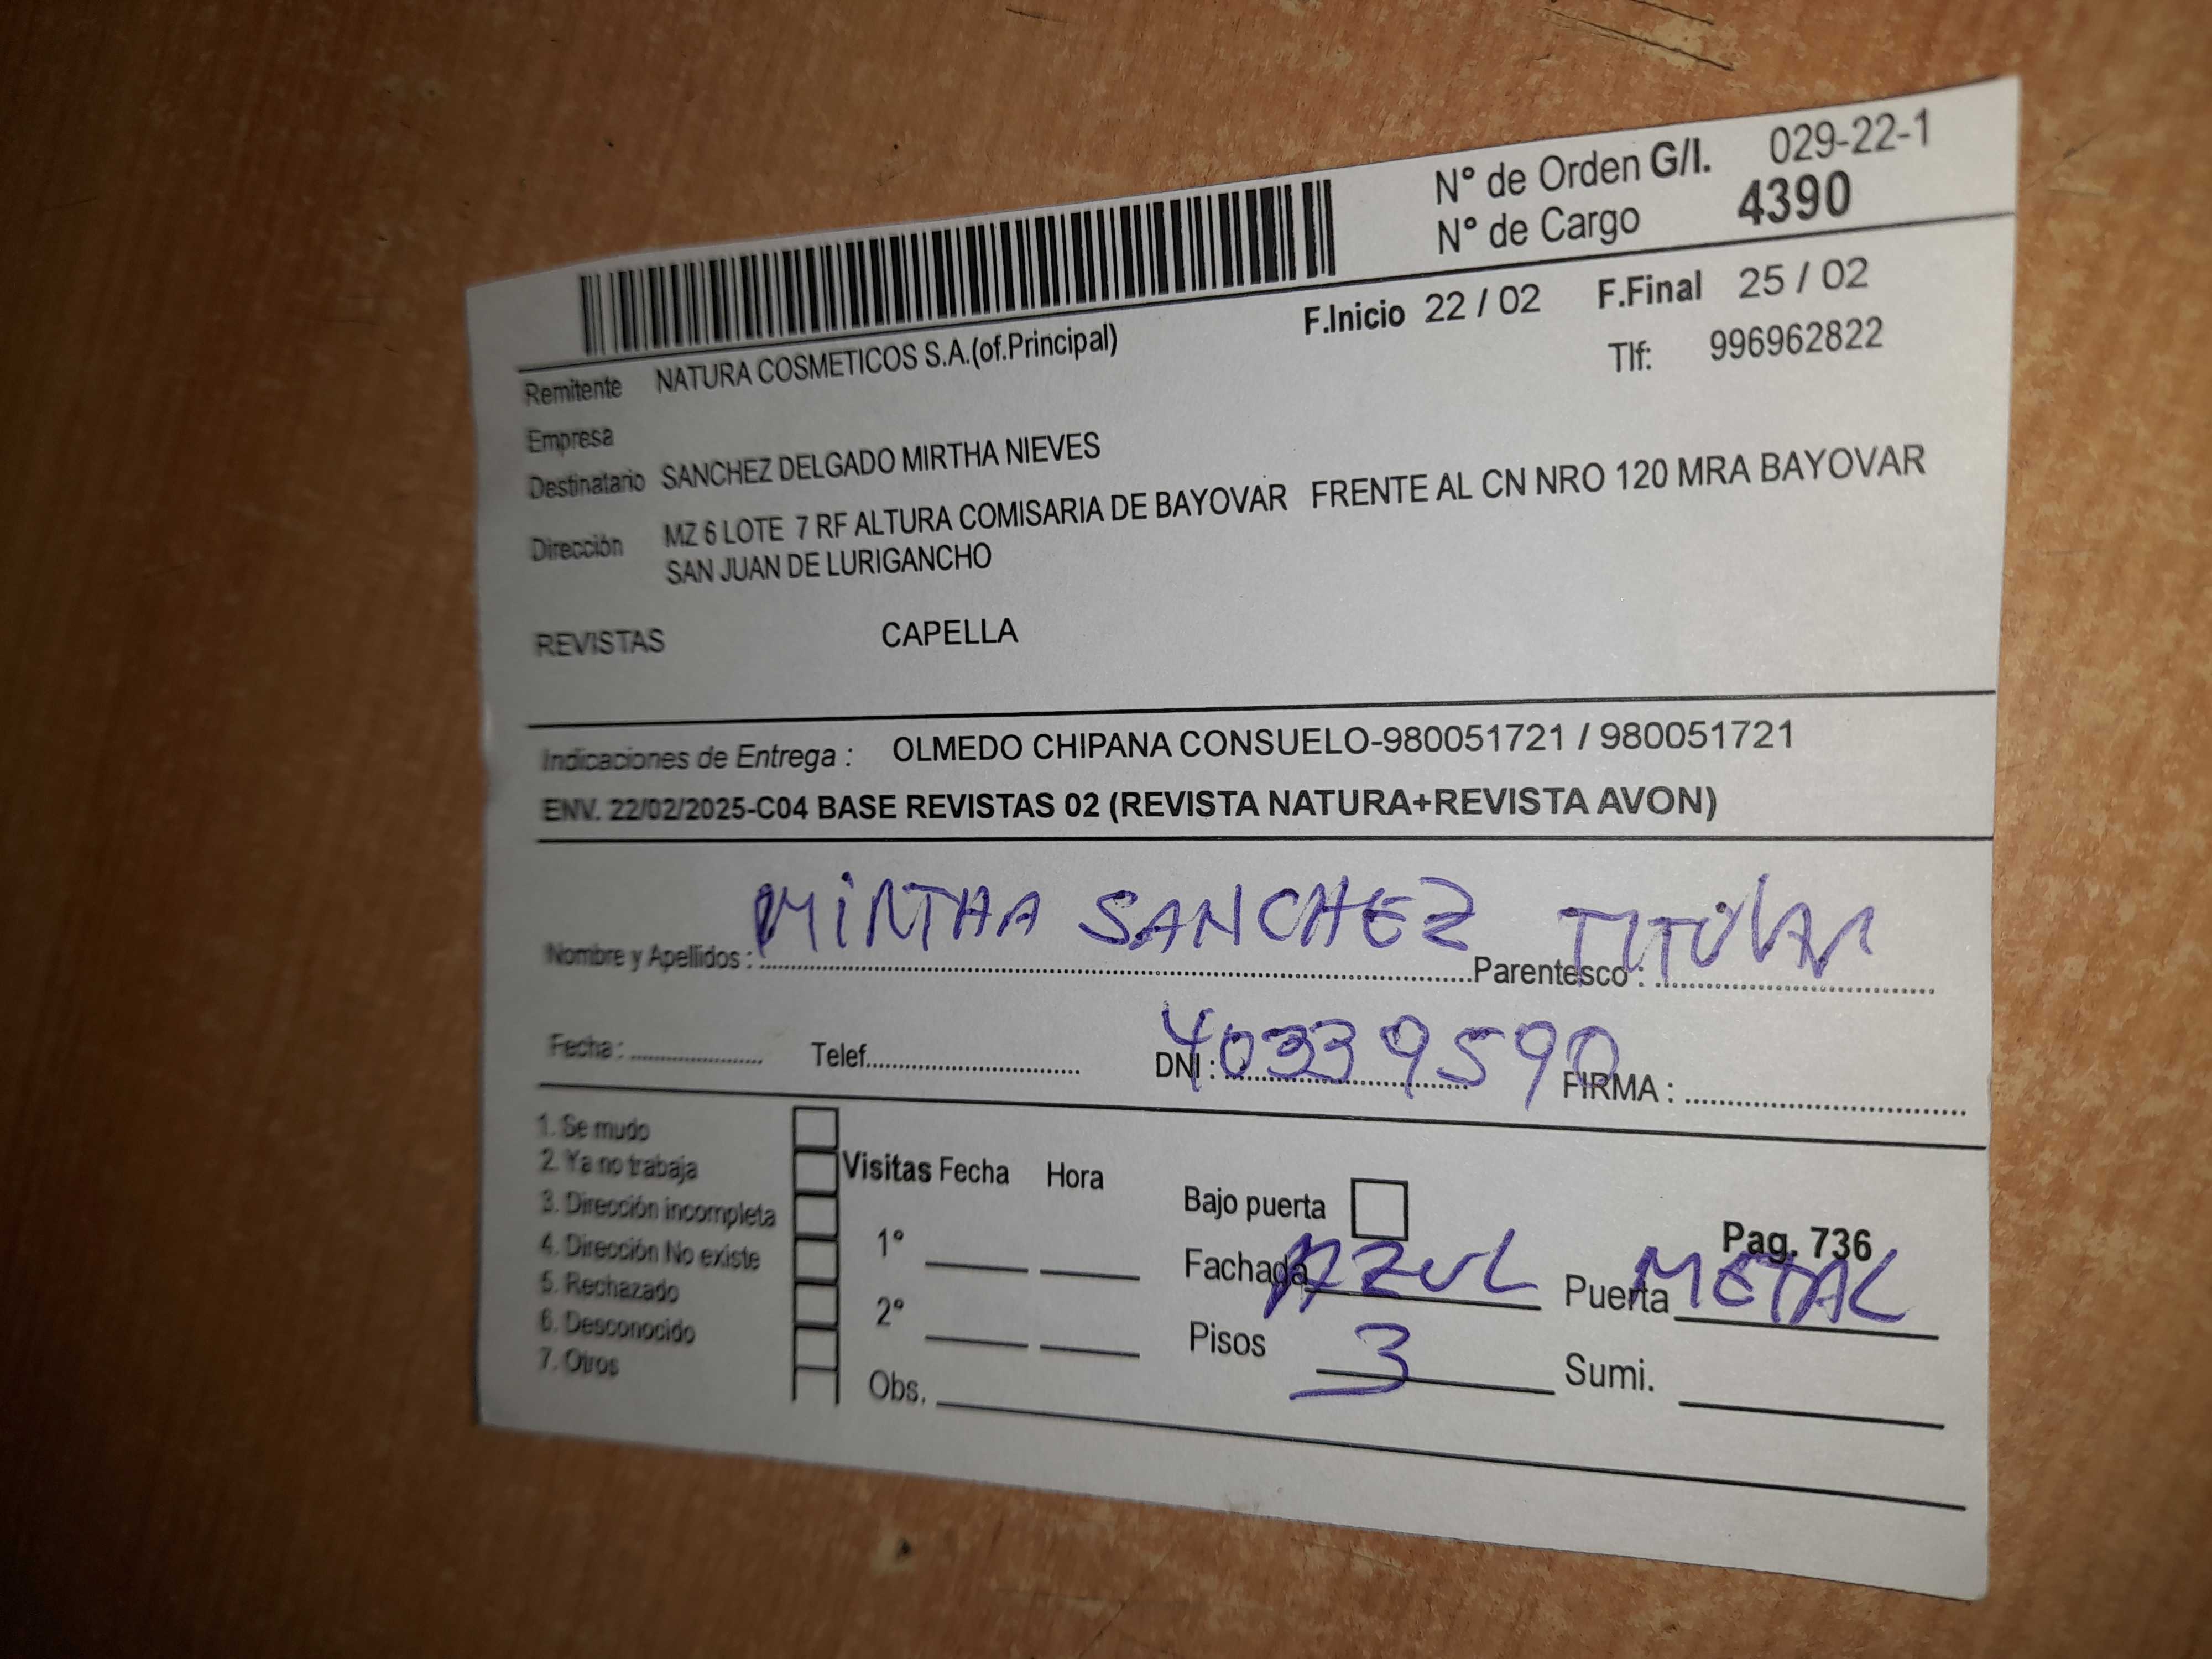 N° de Orden G/I. 029-22-1
N° de Cargo 4390
F.Inicio 22 / 02 F.Final 25 / 02
Remitente NATURA COSMETICOS S.A.(of.Principal) Tlf: 996962822
Empresa
Destinatario SANCHEZ DELGADO MIRTHA NIEVES
Dirección MZ 6 LOTE 7 RF ALTURA COMISARIA DE BAYOVAR FRENTE AL CN NRO 120 MRA BAYOVAR
SAN JUAN DE LURIGANCHO
REVISTAS CAPELLA
Indicaciones de Entrega : OLMEDO CHIPANA CONSUELO-980051721 / 980051721
ENV. 22/02/2025-C04 BASE REVISTAS 02 (REVISTA NATURA+REVISTA AVON)
Nombre y Apellidos : MIRTHA SANCHEZ Parentesco : TITULAR
Fecha : Telef. DNI : 40339590 FIRMA :
1. Se mudo
2. Ya no trabaja
3. Dirección incompleta
4. Dirección No existe
5. Rechazado
6. Desconocido
7. Otros
Visitas Fecha Hora
1°
2°
Obs.
Bajo puerta
Pag. 736
Fachada AZUL Puerta METAL
Pisos 3 Sumi.